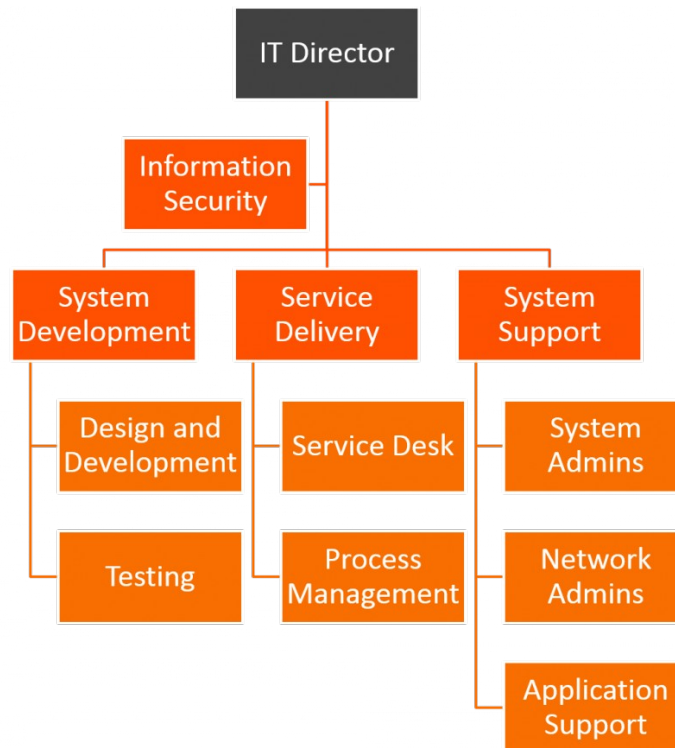 IT Director
Information
Security
System
Development
Service
Delivery
System
Support
Design and
Development
Service Desk
System
Admins
Testing
Process
Management
Network
Admins
Application
Support